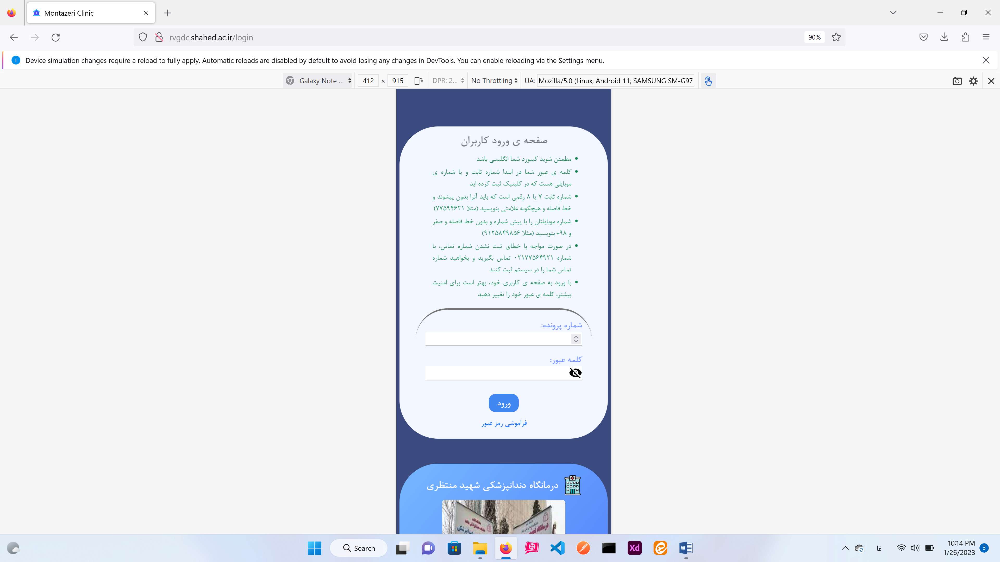 Montazeri Clinic
rvgdc.shahed.ac.ir/login
90%
Device simulation changes require a reload to fully apply. Automatic reloads are disabled by default to avoid losing any changes in DevTools. You can enable reloading via the Settings menu.
Galaxy Note ... 412 × 915 DPR: 2... No Throttling UA: Mozilla/5.0 (Linux; Android 11; SAMSUNG SM-G97
صفحه ی ورود کاربران
• مطمئن شوید کیبورد شما انگلیسی باشد
• کلمه ی عبور شما در ابتدا شماره ثابت و یا شماره ی
موبایلی هست که در کلینیک ثبت کرده اید
• شماره ثابت ۷ یا ۸ رقمی است که باید آنرا بدون پیشوند و
خط فاصله و هیچگونه علامتی بنویسید (مثلا ۷۷۵۹۴۶۲۱)
• شماره موبایلتان را با پیش شماره و بدون خط فاصله و صفر
و ۹۸+ بنویسید (مثلا ۹۱۲۵۸۴۹۸۵۶)
• در صورت مواجه با خطای ثبت نشدن شماره تماس، با
شماره ۰۲۱۷۷۵۶۴۹۲۱ تماس بگیرید و بخواهید شماره
تماس شما را در سیستم ثبت کنند
• با ورود به صفحه ی کاربری خود، بهتر است برای امنیت
بیشتر، کلمه ی عبور خود را تغییر دهید
شماره پرونده:
کلمه عبور:
ورود
فراموشی رمز عبور
درمانگاه دندانپزشکی شهید منتظری
Search
Xd
W
فا
10:14 PM
1/26/2023
3